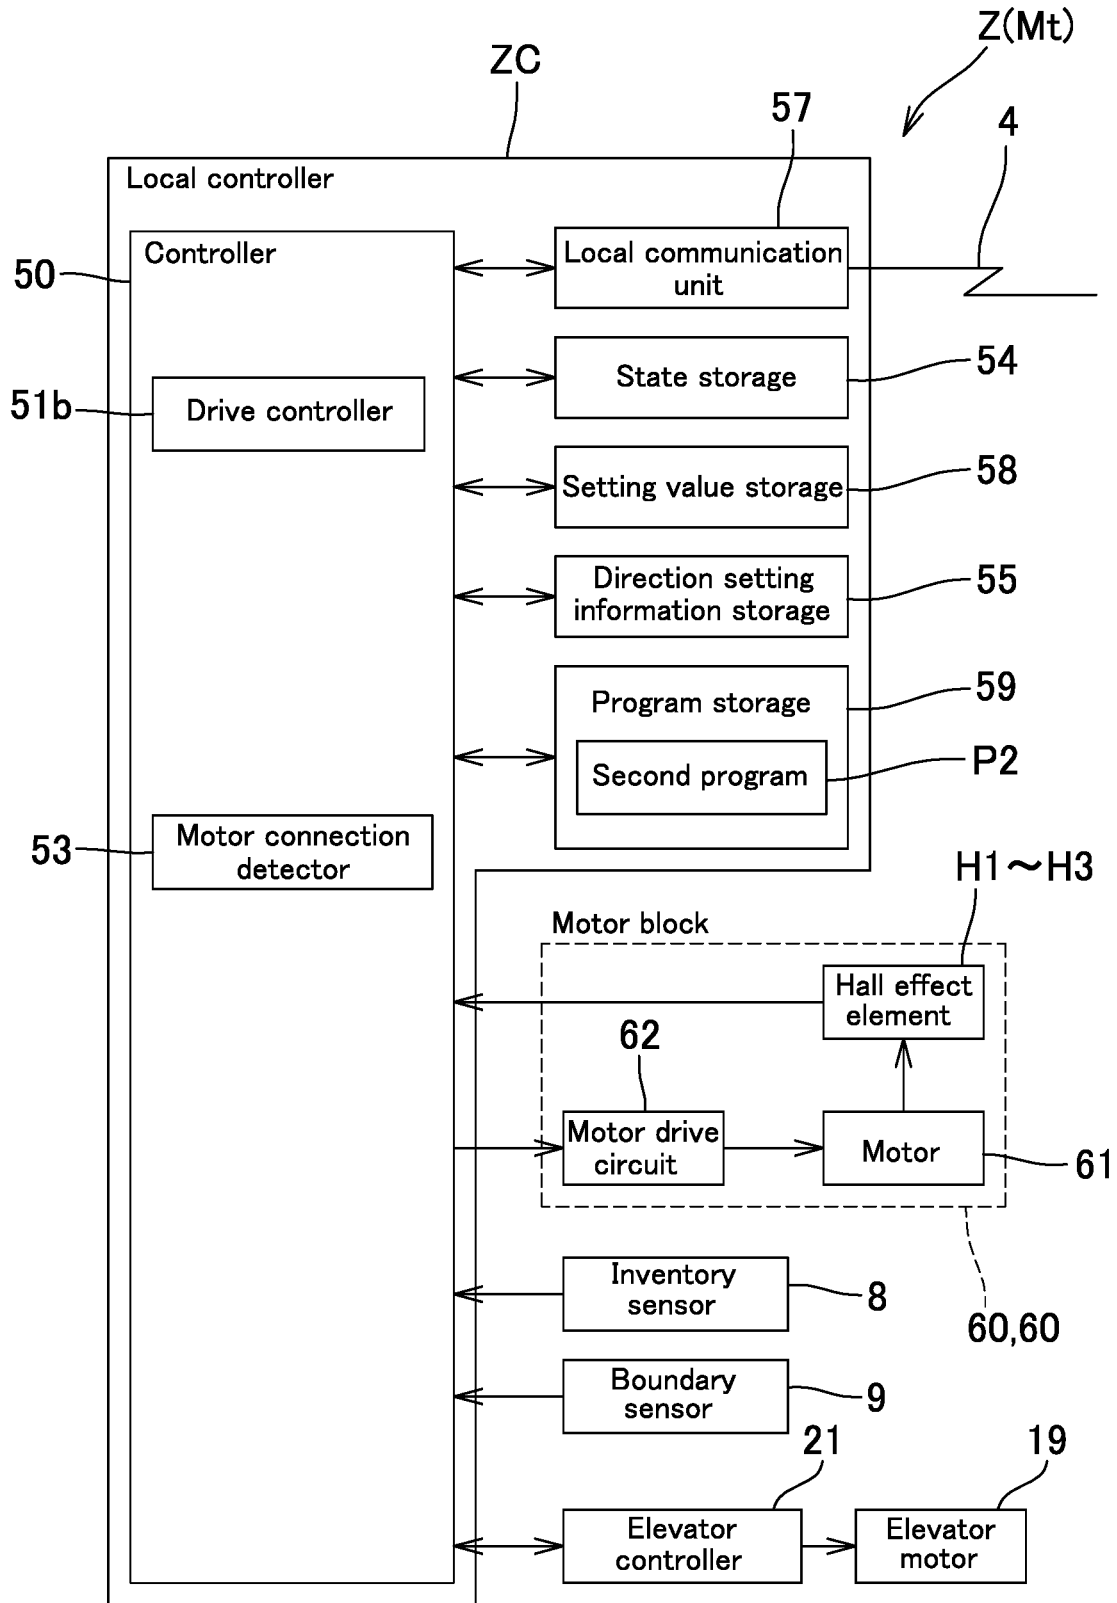 Z(Mt)
ZC
57
4
Local controller
Controller
50
Local communication
unit
State storage
54
51b
Drive controller
Setting value storage
58
Direction setting
information storage
55
Program storage
59
Second program
P2
53
Motor connection
detector
H1～H3
Motor block
Hall effect
element
62
Motor drive
circuit
Motor
61
Inventory
sensor
8
60,60
Boundary
sensor
9
21
19
Elevator
controller
Elevator
motor